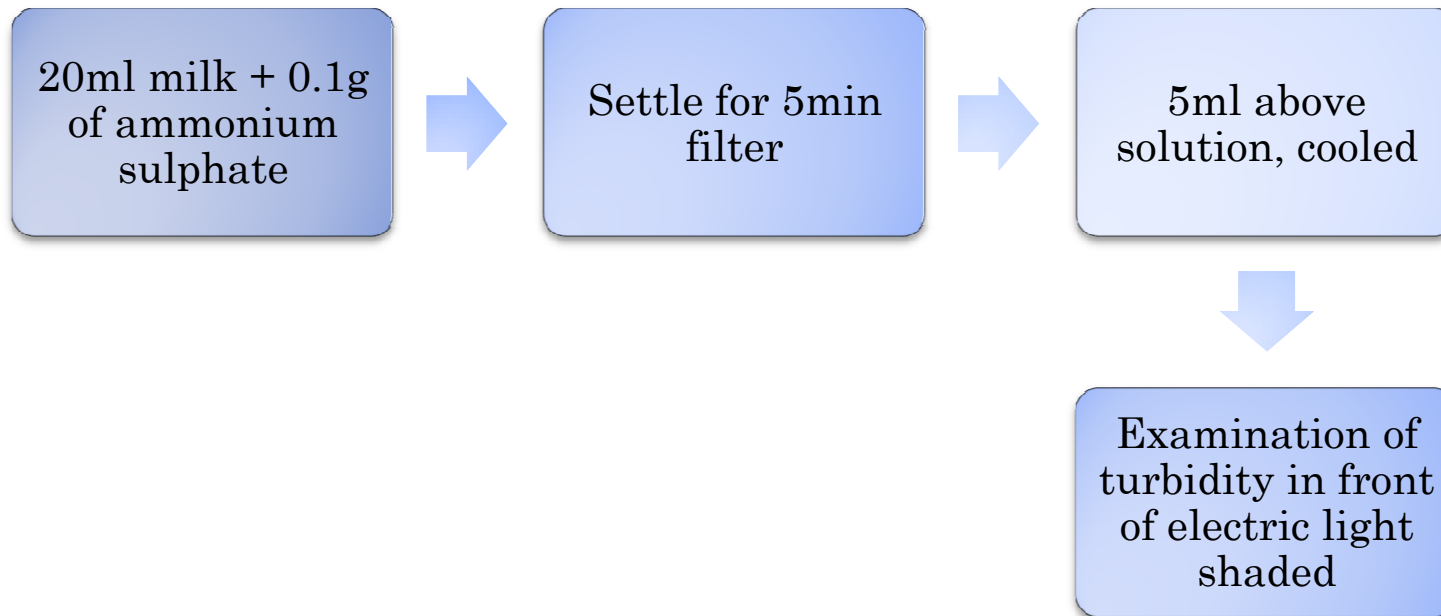 20ml milk + 0.1g
of ammonium
sulphate
Settle for 5min
filter
5ml above
solution, cooled
Examination of
turbidity in front
of electric light
shaded